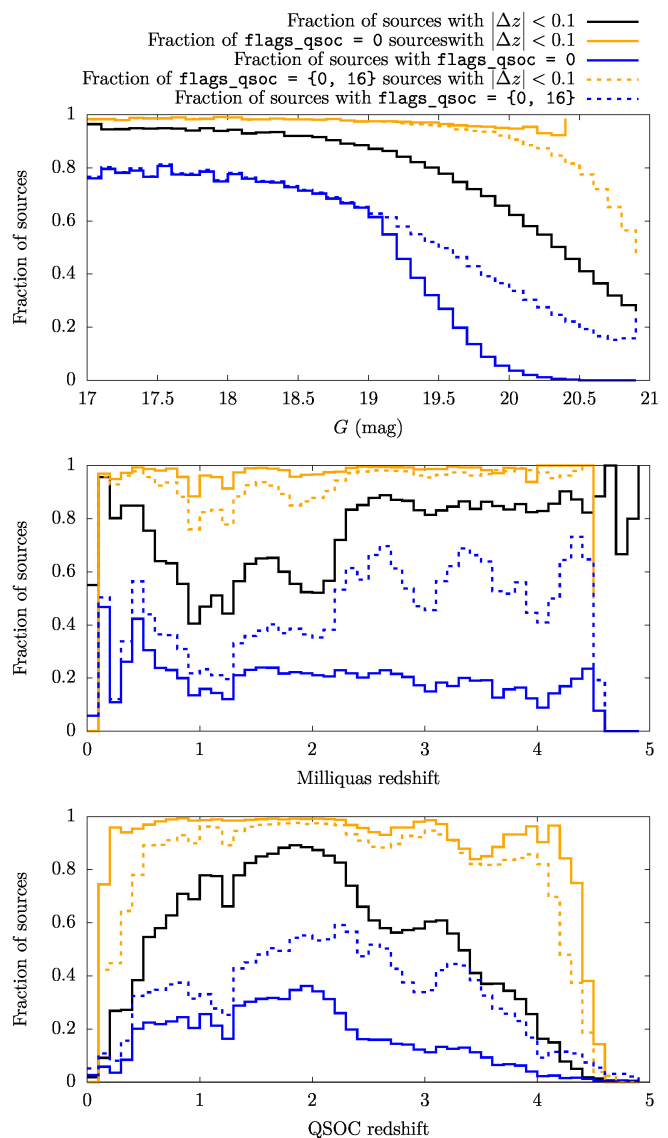 Fraction of sources with |Δz| < 0.1
Fraction of flags_qsoc = 0 sourceswith |Δz| < 0.1
Fraction of sources with flags_qsoc = 0
Fraction of flags_qsoc = {0, 16} sources with |Δz| < 0.1
Fraction of sources with flags_qsoc = {0, 16}
1
0.8
0.6
0.4
0.2
0
Fraction of sources
17 17.5 18 18.5 19 19.5 20 20.5 21
G (mag)
1
0.8
0.6
0.4
0.2
0
Fraction of sources
0 1 2 3 4 5
Milliquas redshift
1
0.8
0.6
0.4
0.2
0
Fraction of sources
0 1 2 3 4 5
QSOC redshift